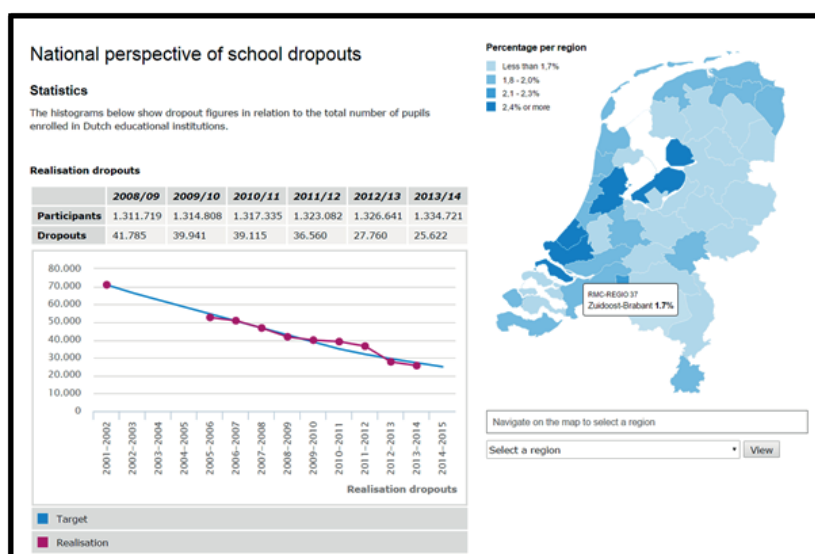 National perspective of school dropouts
Statistics
The histograms below show dropout figures in relation to the total number of pupils
enrolled in Dutch educational institutions.
Realisation dropouts
2008/09 2009/10 2010/11 2011/12 2012/13 2013/14
Participants 1.311.719 1.314.808 1.317.335 1.323.082 1.326.641 1.334.721
Dropouts 41.785 39.941 39.115 36.560 27.760 25.622
80.000
70.000
60.000
50.000
40.000
30.000
20.000
10.000
0
2001-2002
2002-2003
2003-2004
2004-2005
2005-2006
2006-2007
2007-2008
2008-2009
2009-2010
2010-2011
2011-2012
2012-2013
2013-2014
2014-2015
Realisation dropouts
Target
Realisation
Percentage per region
Less than 1,7%
1,8 - 2,0%
2,1 - 2,3%
2,4% or more
RMC-REGIO 37
Zuidoost-Brabant 1.7%
Navigate on the map to select a region
Select a region
View